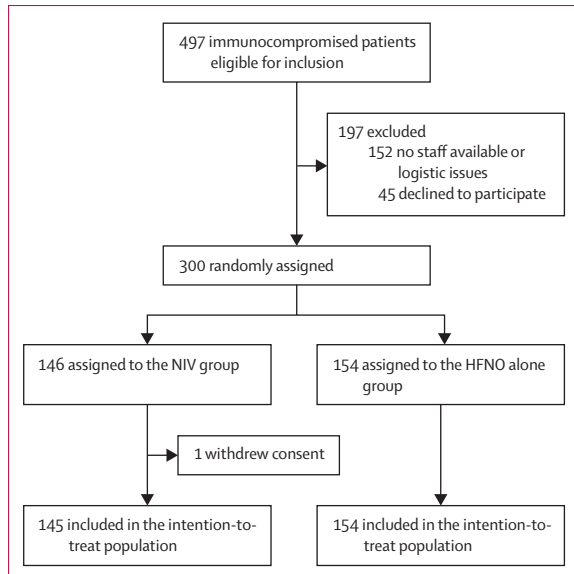 497 immunocompromised patients
eligible for inclusion
197 excluded
152 no staff available or
logistic issues
45 declined to participate
300 randomly assigned
146 assigned to the NIV group
154 assigned to the HFNO alone
group
1 withdrew consent
145 included in the intention-to-
treat population
154 included in the intention-to-
treat population